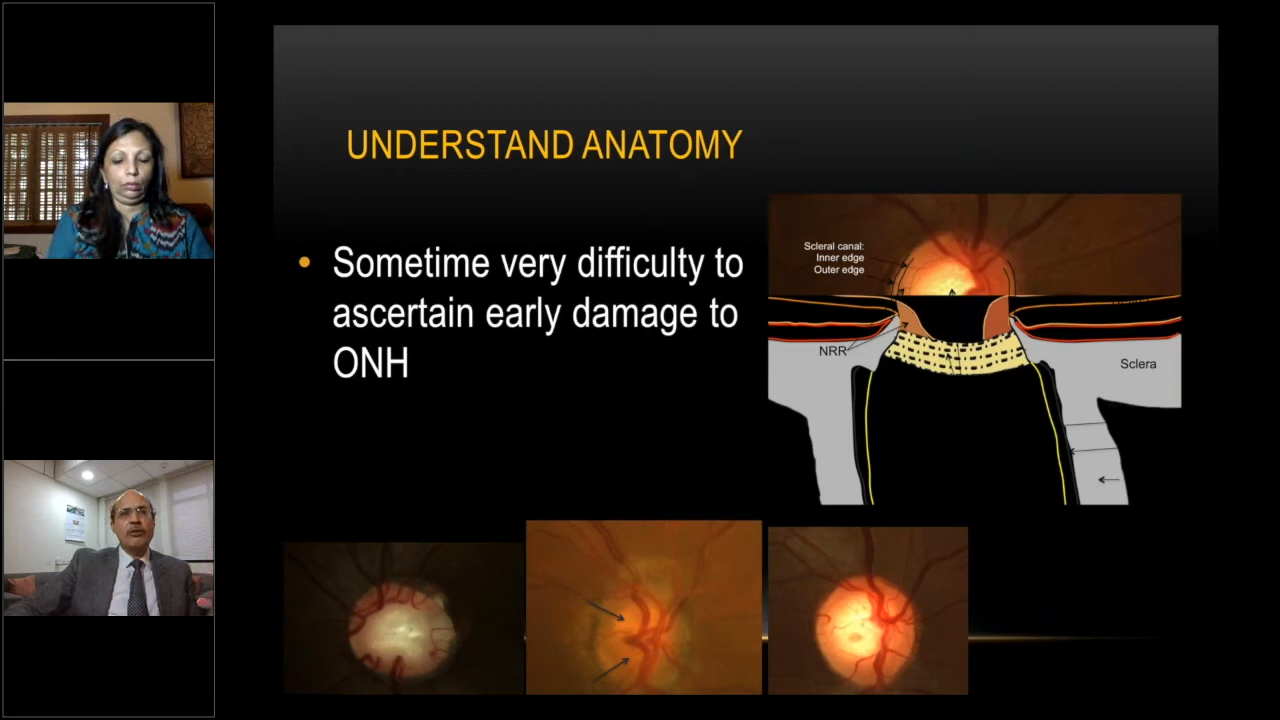 UNDERSTAND ANATOMY
• Sometime very difficulty to
ascertain early damage to
ONH
Scleral canal:
Inner edge
Outer edge
NRR
Sclera